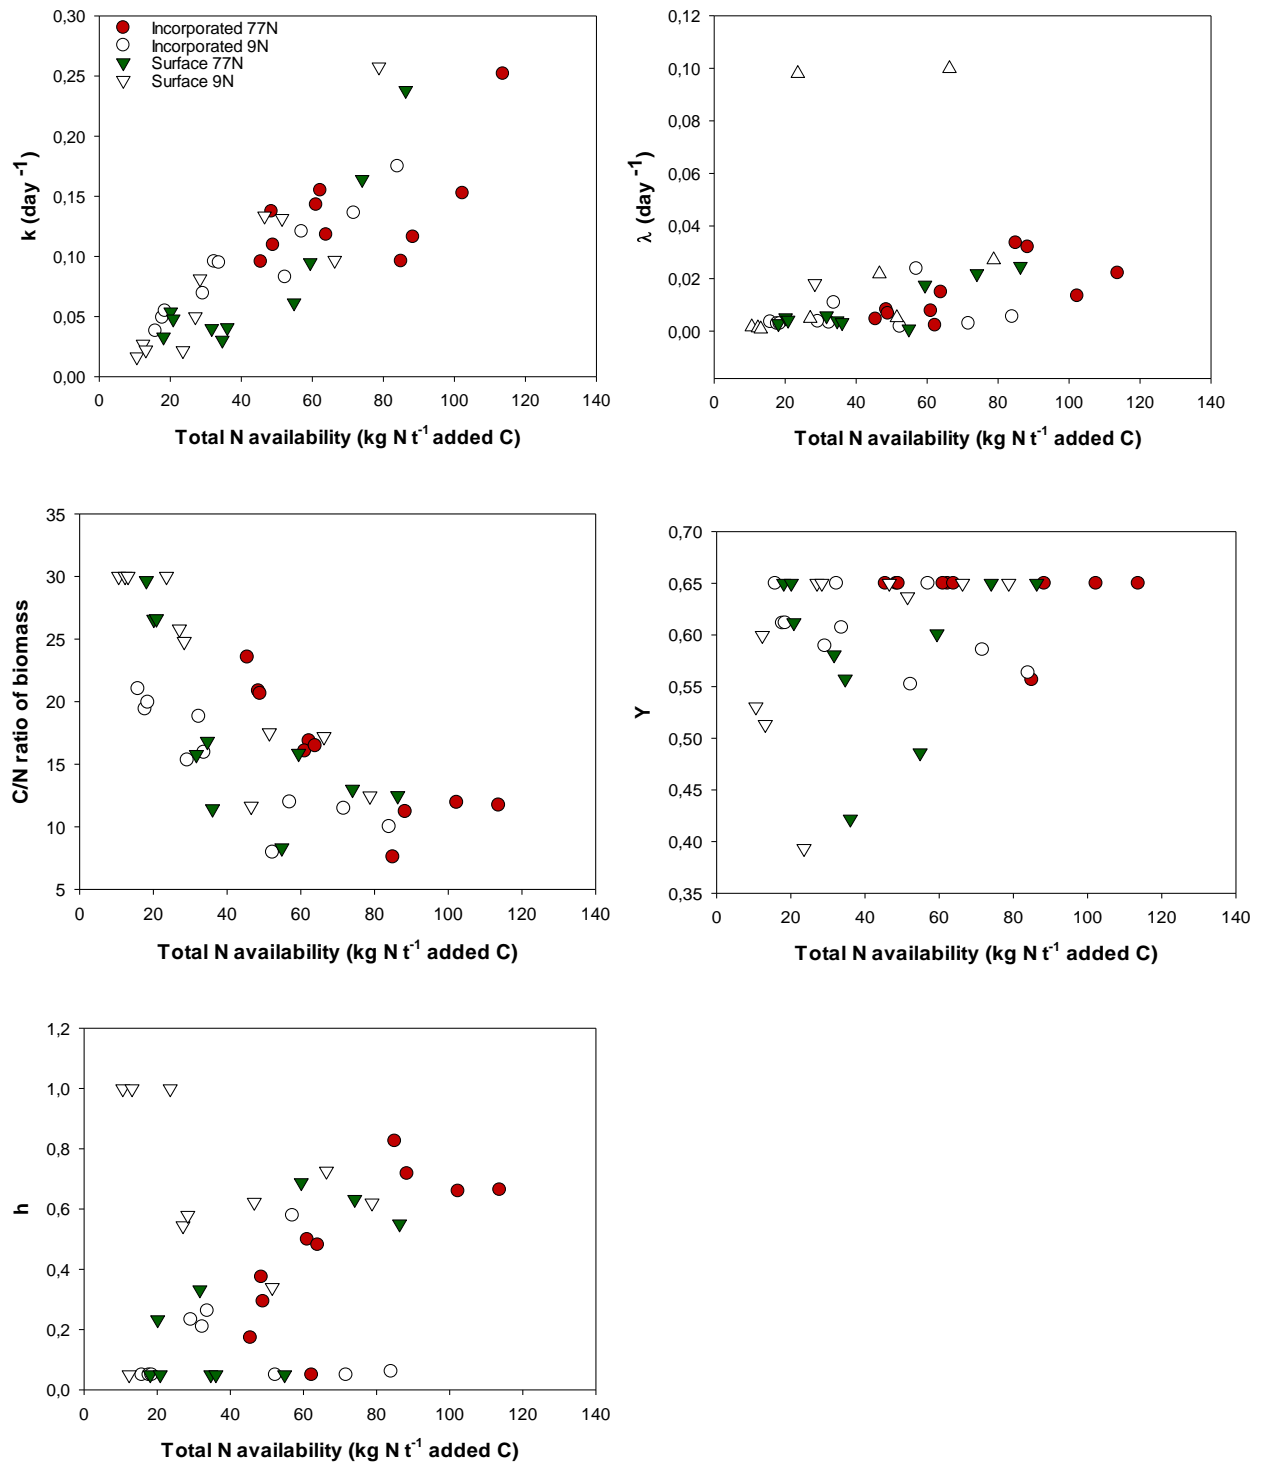 0,30
0,25
0,20
0,15
0,10
0,05
0,00
k (day -1)
Incorporated 77N
Incorporated 9N
Surface 77N
Surface 9N
0 20 40 60 80 100 120 140
Total N availability (kg N t-1 added C)
0,12
0,10
0,08
0,06
0,04
0,02
0,00
λ (day -1)
0 20 40 60 80 100 120 140
Total N availability (kg N t-1 added C)
35
30
25
20
15
10
5
C/N ratio of biomass
0 20 40 60 80 100 120 140
Total N availability (kg N t-1 added C)
0,70
0,65
0,60
0,55
0,50
0,45
0,40
0,35
Y
0 20 40 60 80 100 120 140
Total N availability (kg N t-1 added C)
1,2
1,0
0,8
0,6
0,4
0,2
0,0
h
0 20 40 60 80 100 120 140
Total N availability (kg N t-1 added C)